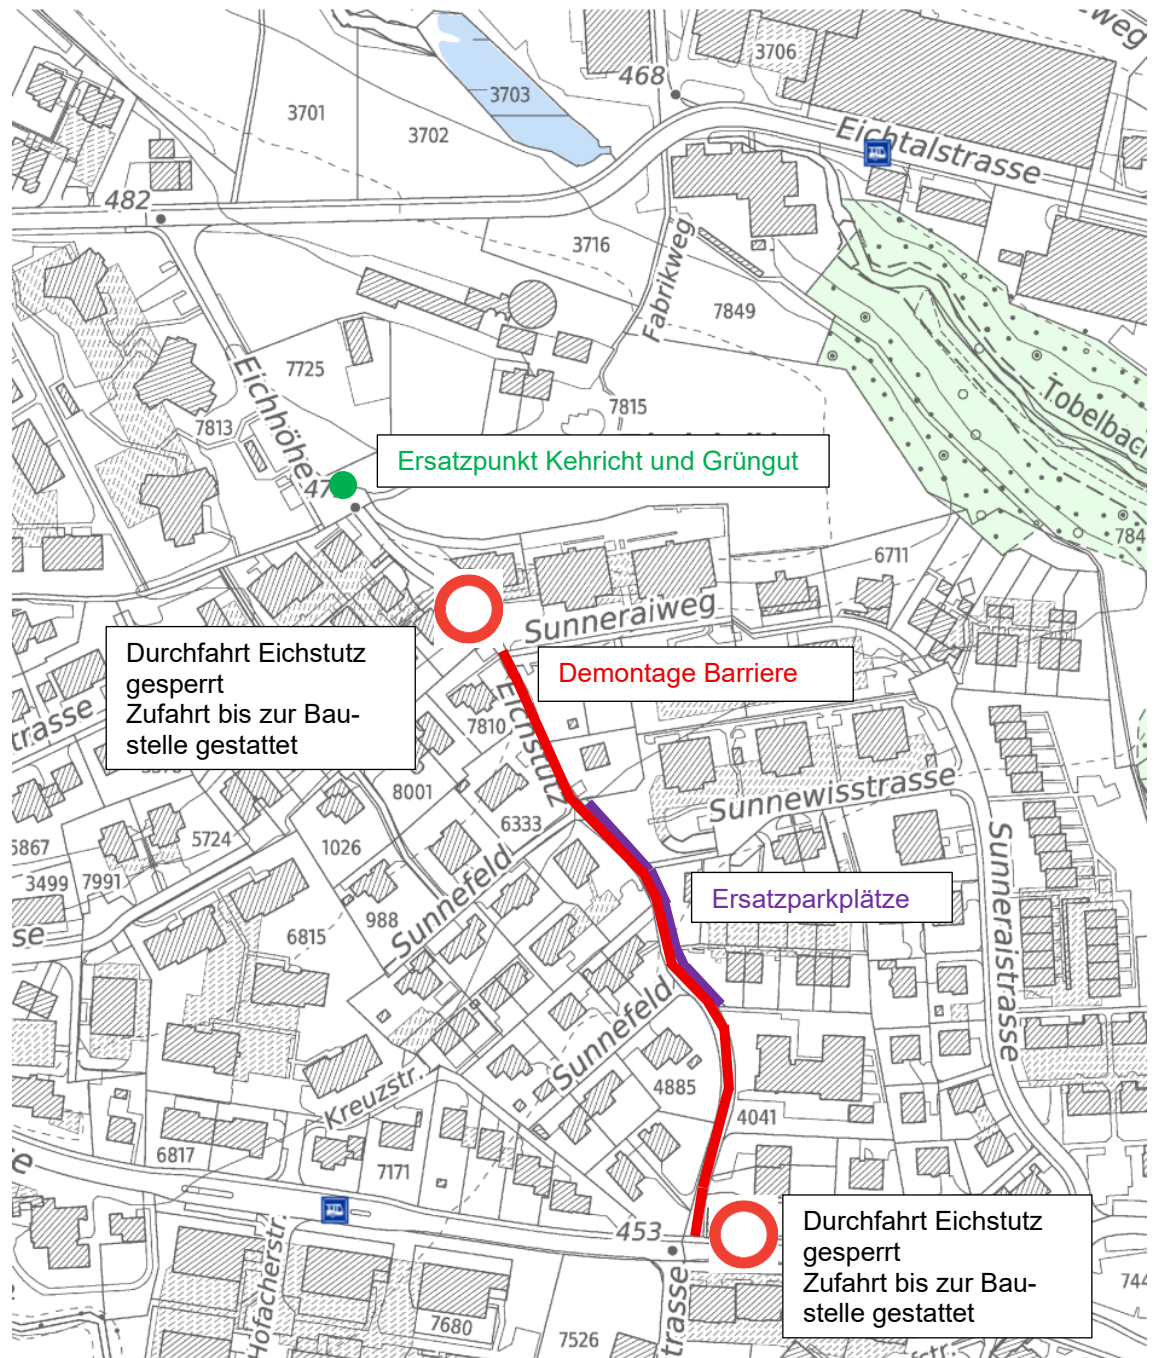 zweg
3706
468
3703
3701
3702
Eichtalstrasse
482
3716
Fabrikweg
7849
7725
Eichhöhe
7815
7813
Tobelbach
Ersatzpunkt Kehricht und Grüngut
47
784
6711
Sunneraiweg
Durchfahrt Eichstutz
gesperrt
Zufahrt bis zur Bau-
stelle gestattet
Demontage Barriere
trasse
Eichstutz
7810
8001
Sunnewisstrasse
6333
5724
1026
5867
3499
7991
Sunnefeld
Sunneraistrasse
Ersatzparkplätze
988
6815
se
Sunnefeld
4885
Kreuzstr.
4041
6817
7171
Durchfahrt Eichstutz
gesperrt
Zufahrt bis zur Bau-
stelle gestattet
453
Hofacherstr.
trasse
744
7680
7526